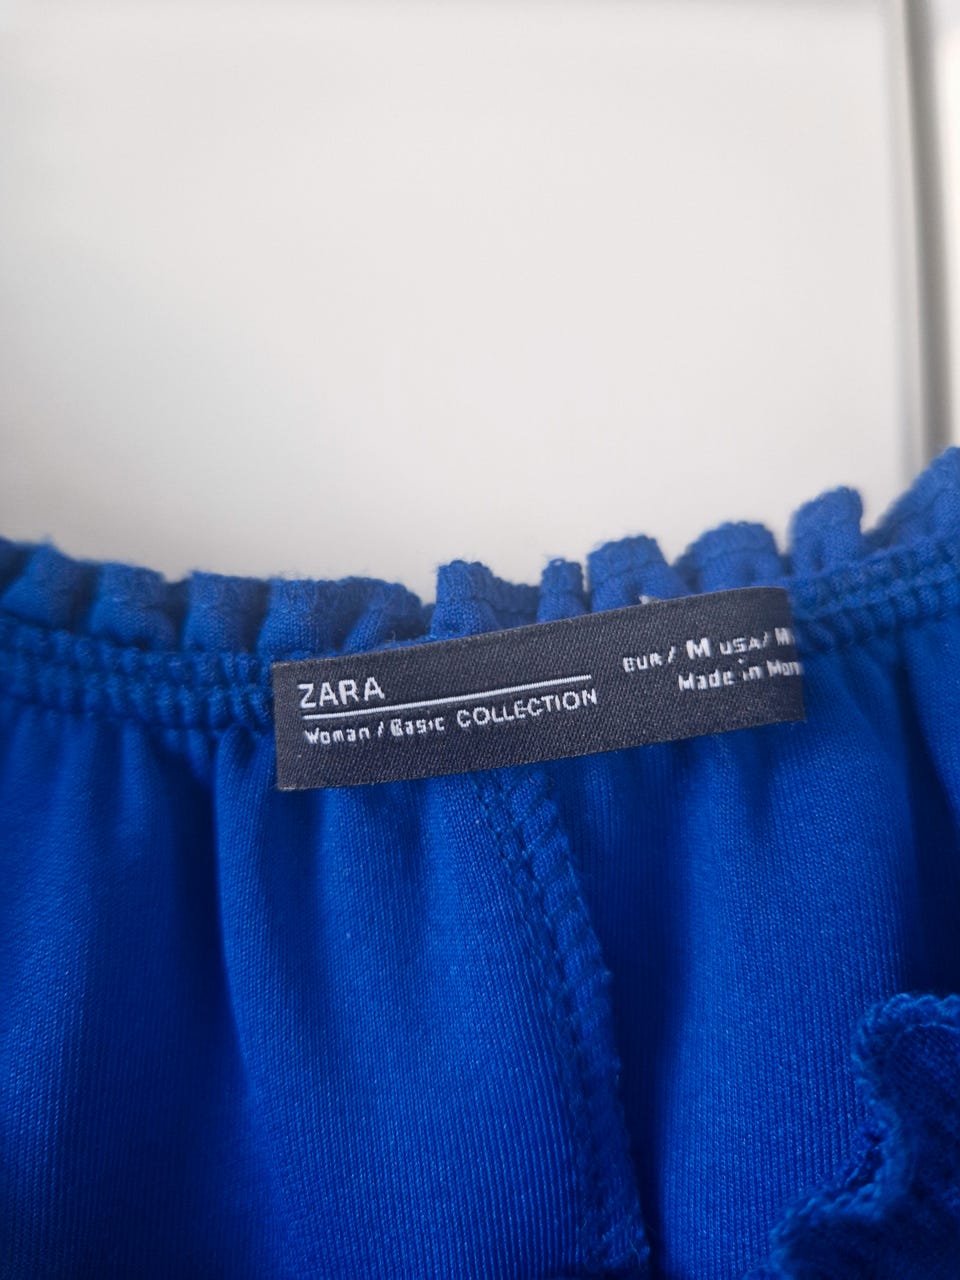 ZARA
Woman / Basic COLLECTION
EUR / M USA /
Made in